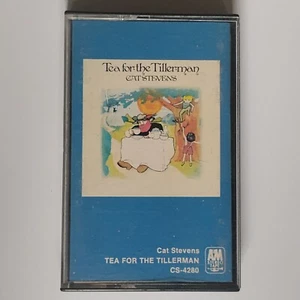 Tea for the Tillerman
CAT STEVENS
Cat Stevens
TEA FOR THE TILLERMAN
CS-4280
A&M